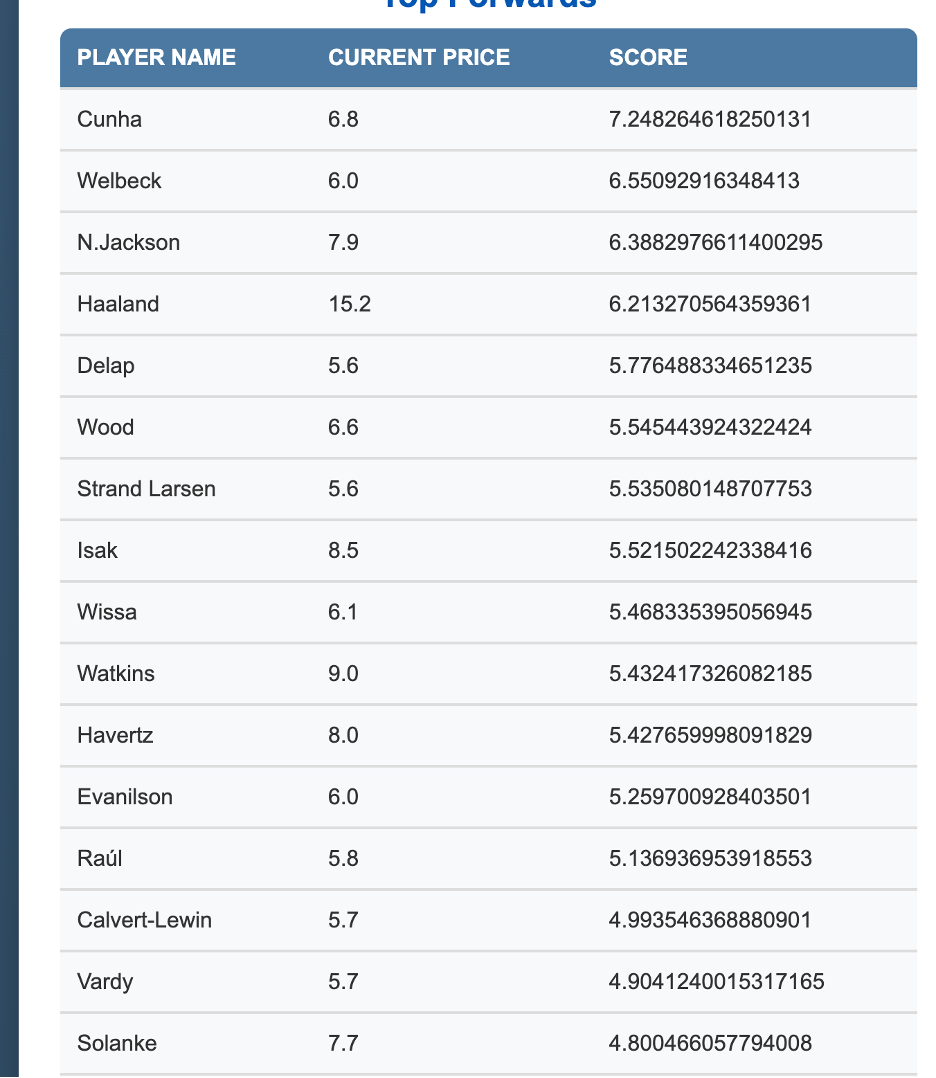 Top Forwards
PLAYER NAME CURRENT PRICE SCORE
Cunha 6.8 7.248264618250131
Welbeck 6.0 6.55092916348413
N.Jackson 7.9 6.3882976611400295
Haaland 15.2 6.213270564359361
Delap 5.6 5.776488334651235
Wood 6.6 5.545443924322424
Strand Larsen 5.6 5.535080148707753
Isak 8.5 5.521502242338416
Wissa 6.1 5.468335395056945
Watkins 9.0 5.432417326082185
Havertz 8.0 5.427659998091829
Evanilson 6.0 5.259700928403501
Raúl 5.8 5.136936953918553
Calvert-Lewin 5.7 4.993546368880901
Vardy 5.7 4.9041240015317165
Solanke 7.7 4.800466057794008